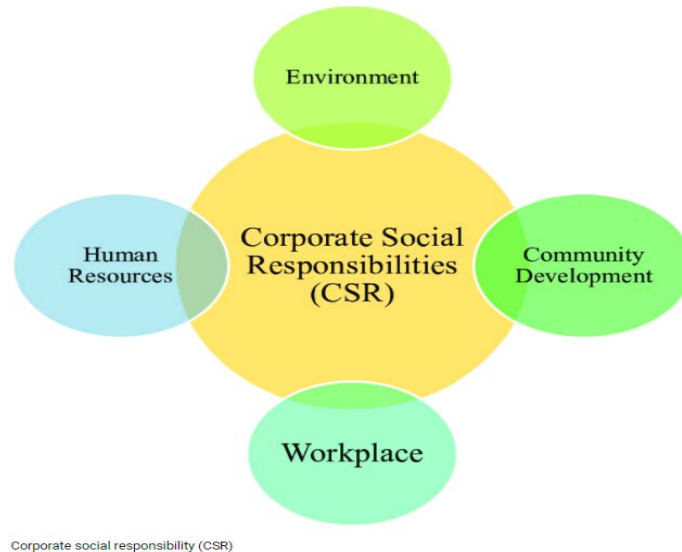 Environment
Human
Resources
Corporate Social
Responsibilities
(CSR)
Community
Development
Workplace
Corporate social responsibility (CSR)